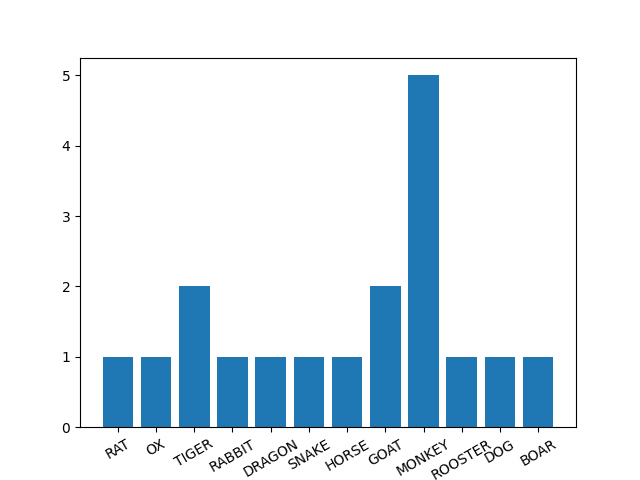 5
4
3
2
1
0
RAT
OX
TIGER
RABBIT
DRAGON
SNAKE
HORSE
GOAT
MONKEY
ROOSTER
DOG
BOAR